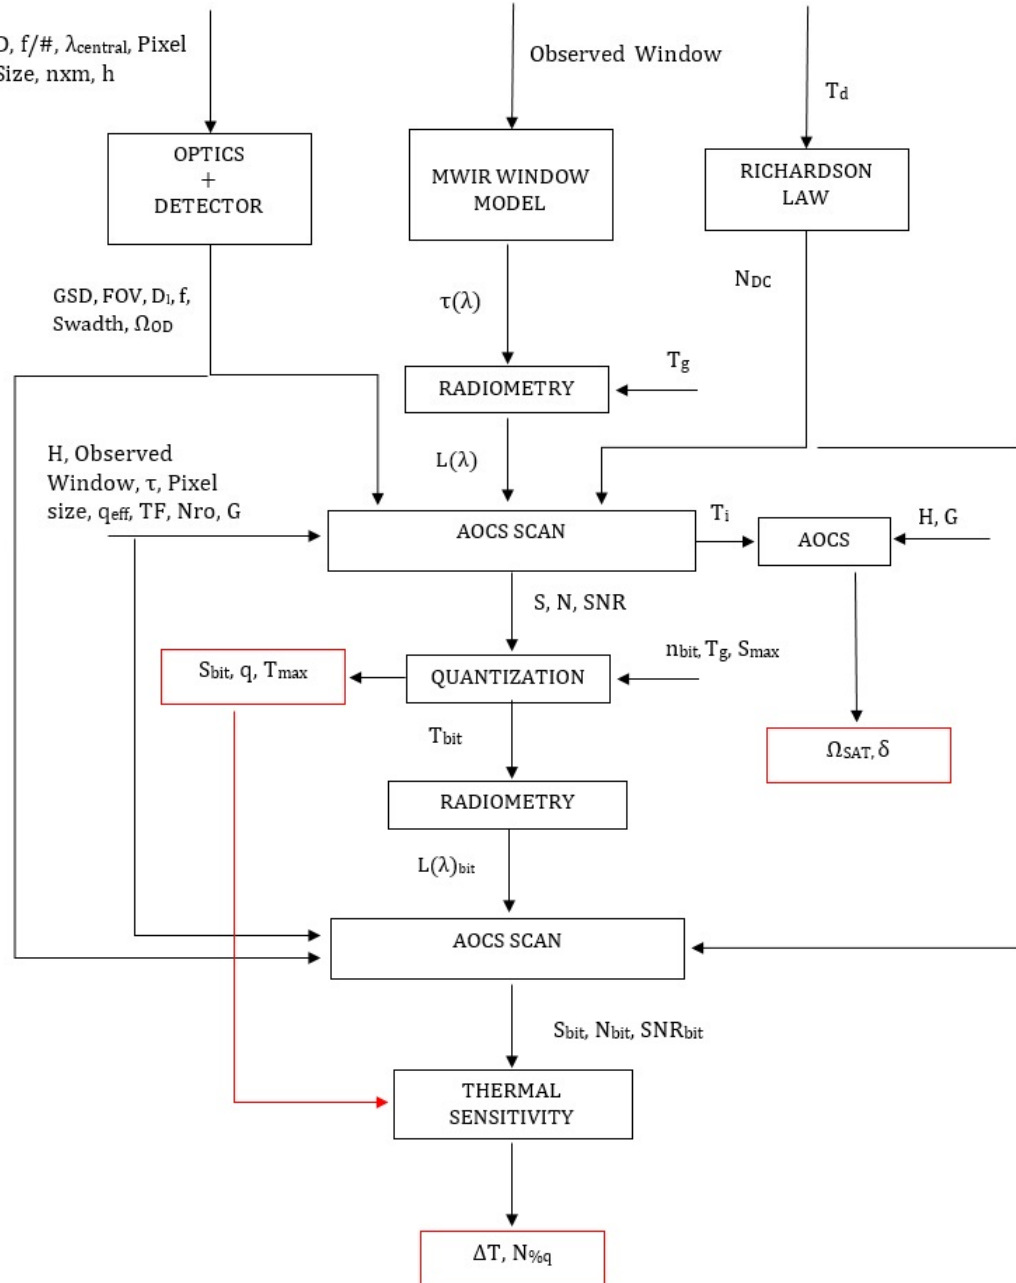 D, f/#, λcentral, Pixel
Size, nxm, h
Observed Window
Td
OPTICS
+
DETECTOR
MWIR WINDOW
MODEL
RICHARDSON
LAW
GSD, FOV, Dl, f,
Swadth, ΩOD
τ(λ)
NDC
Tg
RADIOMETRY
L(λ)
H, Observed
Window, τ, Pixel
size, qeff, TF, Nro, G
AOCS SCAN
Ti
AOCS
H, G
S, N, SNR
Sbit, q, Tmax
QUANTIZATION
nbit, Tg, Smax
Tbit
ΩSAT, δ
RADIOMETRY
L(λ)bit
AOCS SCAN
Sbit, Nbit, SNRbit
THERMAL
SENSITIVITY
ΔT, N%q